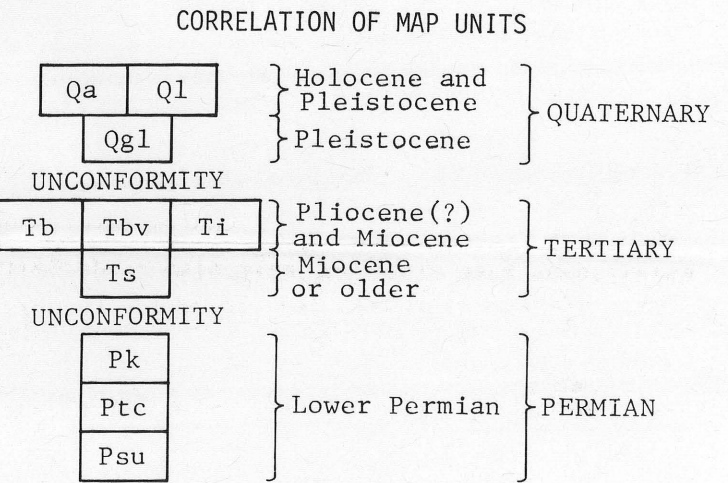 CORRELATION OF MAP UNITS
Qa Ql Holocene and
Pleistocene
QUATERNARY
Qgl Pleistocene
UNCONFORMITY
Tb Tbv Ti Pliocene(?)
and Miocene
TERTIARY
Ts Miocene
or older
UNCONFORMITY
Pk
Ptc Lower Permian PERMIAN
Psu